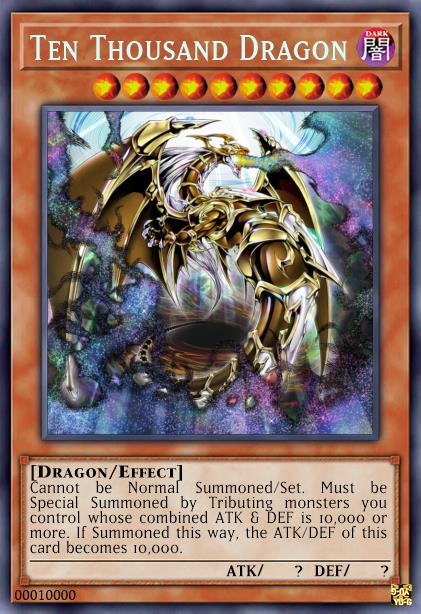 TEN THOUSAND DRAGON
DARK
闇
[DRAGON/EFFECT]
Cannot be Normal Summoned/Set. Must be
Special Summoned by Tributing monsters you
control whose combined ATK & DEF is 10,000 or
more. If Summoned this way, the ATK/DEF of this
card becomes 10,000.
ATK/ ? DEF/ ?
00010000